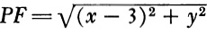 PF = √(x − 3)² + y²